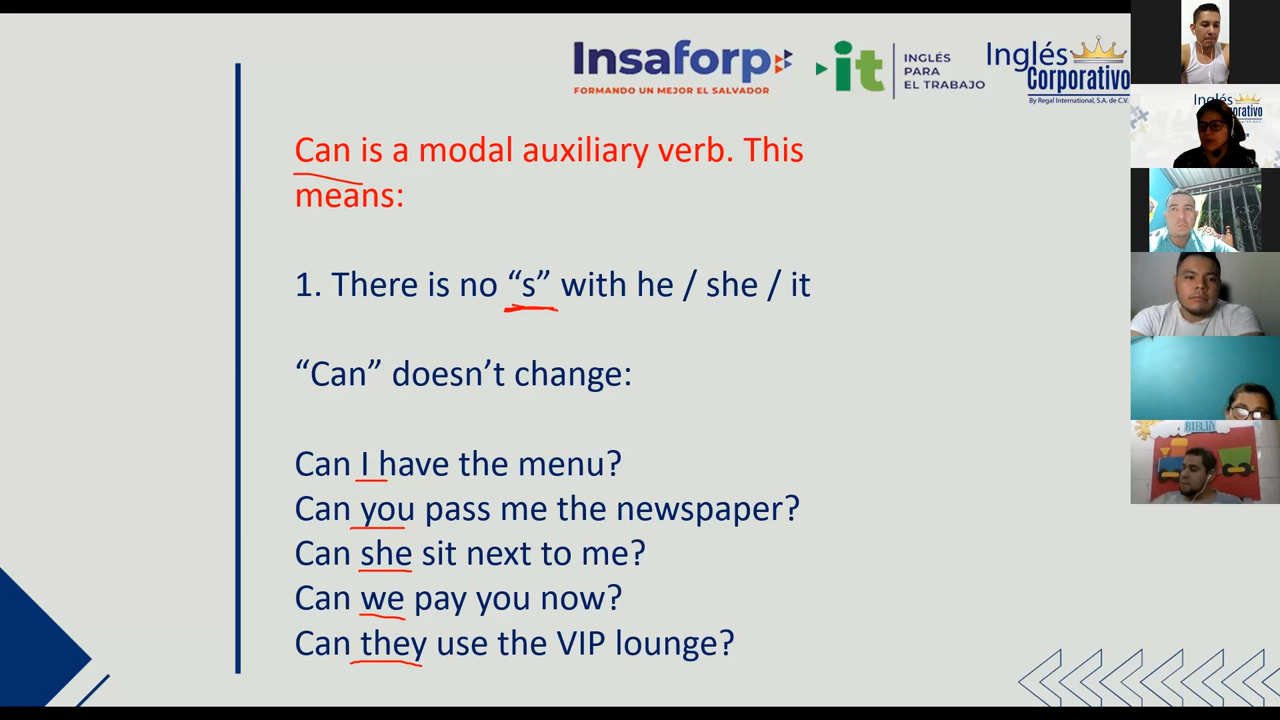 Insaforp
FORMANDO UN MEJOR EL SALVADOR
it
INGLÉS
PARA
EL TRABAJO
Inglés
Corporativo
By Regal International, S.A. de C.V.
Can is a modal auxiliary verb. This
means:
1. There is no “s” with he / she / it
“Can” doesn’t change:
Can I have the menu?
Can you pass me the newspaper?
Can she sit next to me?
Can we pay you now?
Can they use the VIP lounge?
Inglés
BIBLIA